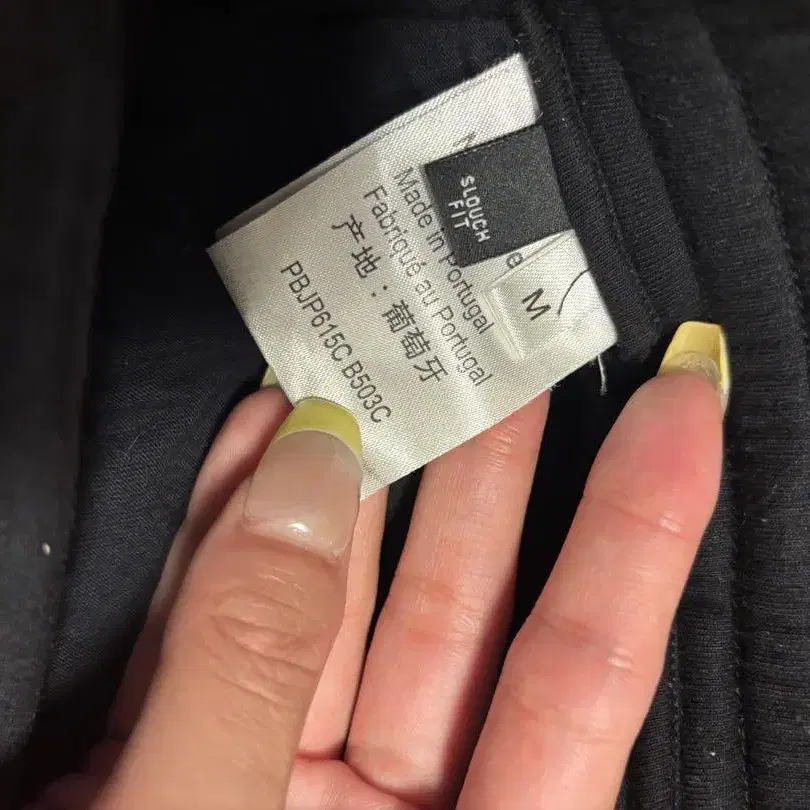 SLOUCH
FIT
M
Made in Portugal
Fabriqué au Portugal
产地：葡萄牙
PBJP615C B503C